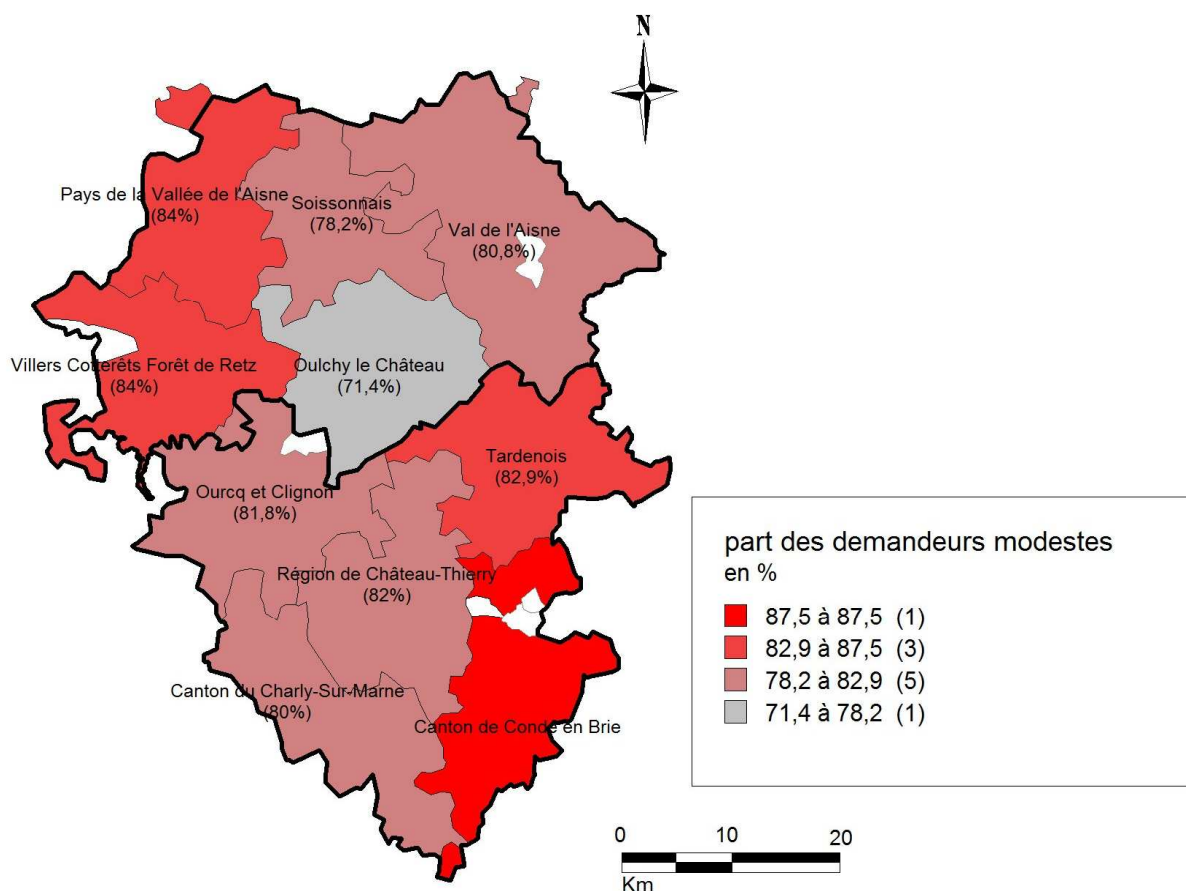 N
Pays de la Vallée de l'Aisne
(84%)
Soissonnais
(78,2%)
Val de l'Aisne
(80,8%)
Villers Cotterêts Forêt de Retz
(84%)
Oulchy le Château
(71,4%)
Tardenois
(82,9%)
Ourcq et Clignon
(81,8%)
Région de Château-Thierry
(82%)
Canton du Charly-Sur-Marne
(80%)
Canton de Condé en Brie
part des demandeurs modestes
en %
87,5 à 87,5 (1)
82,9 à 87,5 (3)
78,2 à 82,9 (5)
71,4 à 78,2 (1)
0 10 20
Km